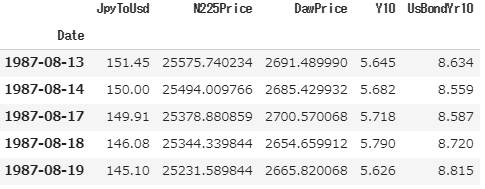 JpyToUsd N225Price DawPrice Y10 UsBondYr10
Date
1987-08-13 151.45 25575.740234 2691.489990 5.645 8.634
1987-08-14 150.00 25494.009766 2685.429932 5.682 8.559
1987-08-17 149.91 25378.880859 2700.570068 5.718 8.587
1987-08-18 146.08 25344.339844 2654.659912 5.790 8.720
1987-08-19 145.10 25231.589844 2665.820068 5.626 8.815